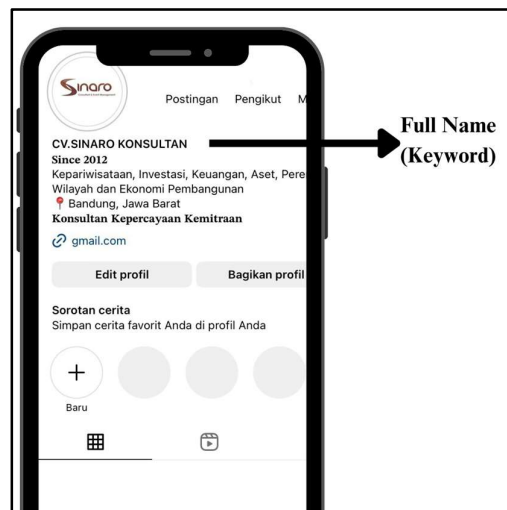 Sinaro
Postingan Pengikut M
CV.SINARO KONSULTAN
Since 2012
Kepariwisataan, Investasi, Keuangan, Aset, Pere
Wilayah dan Ekonomi Pembangunan
📍 Bandung, Jawa Barat
Konsultan Kepercayaan Kemitraan
gmail.com
Edit profil Bagikan profil
Sorotan cerita
Simpan cerita favorit Anda di profil Anda
Baru
Full Name
(Keyword)